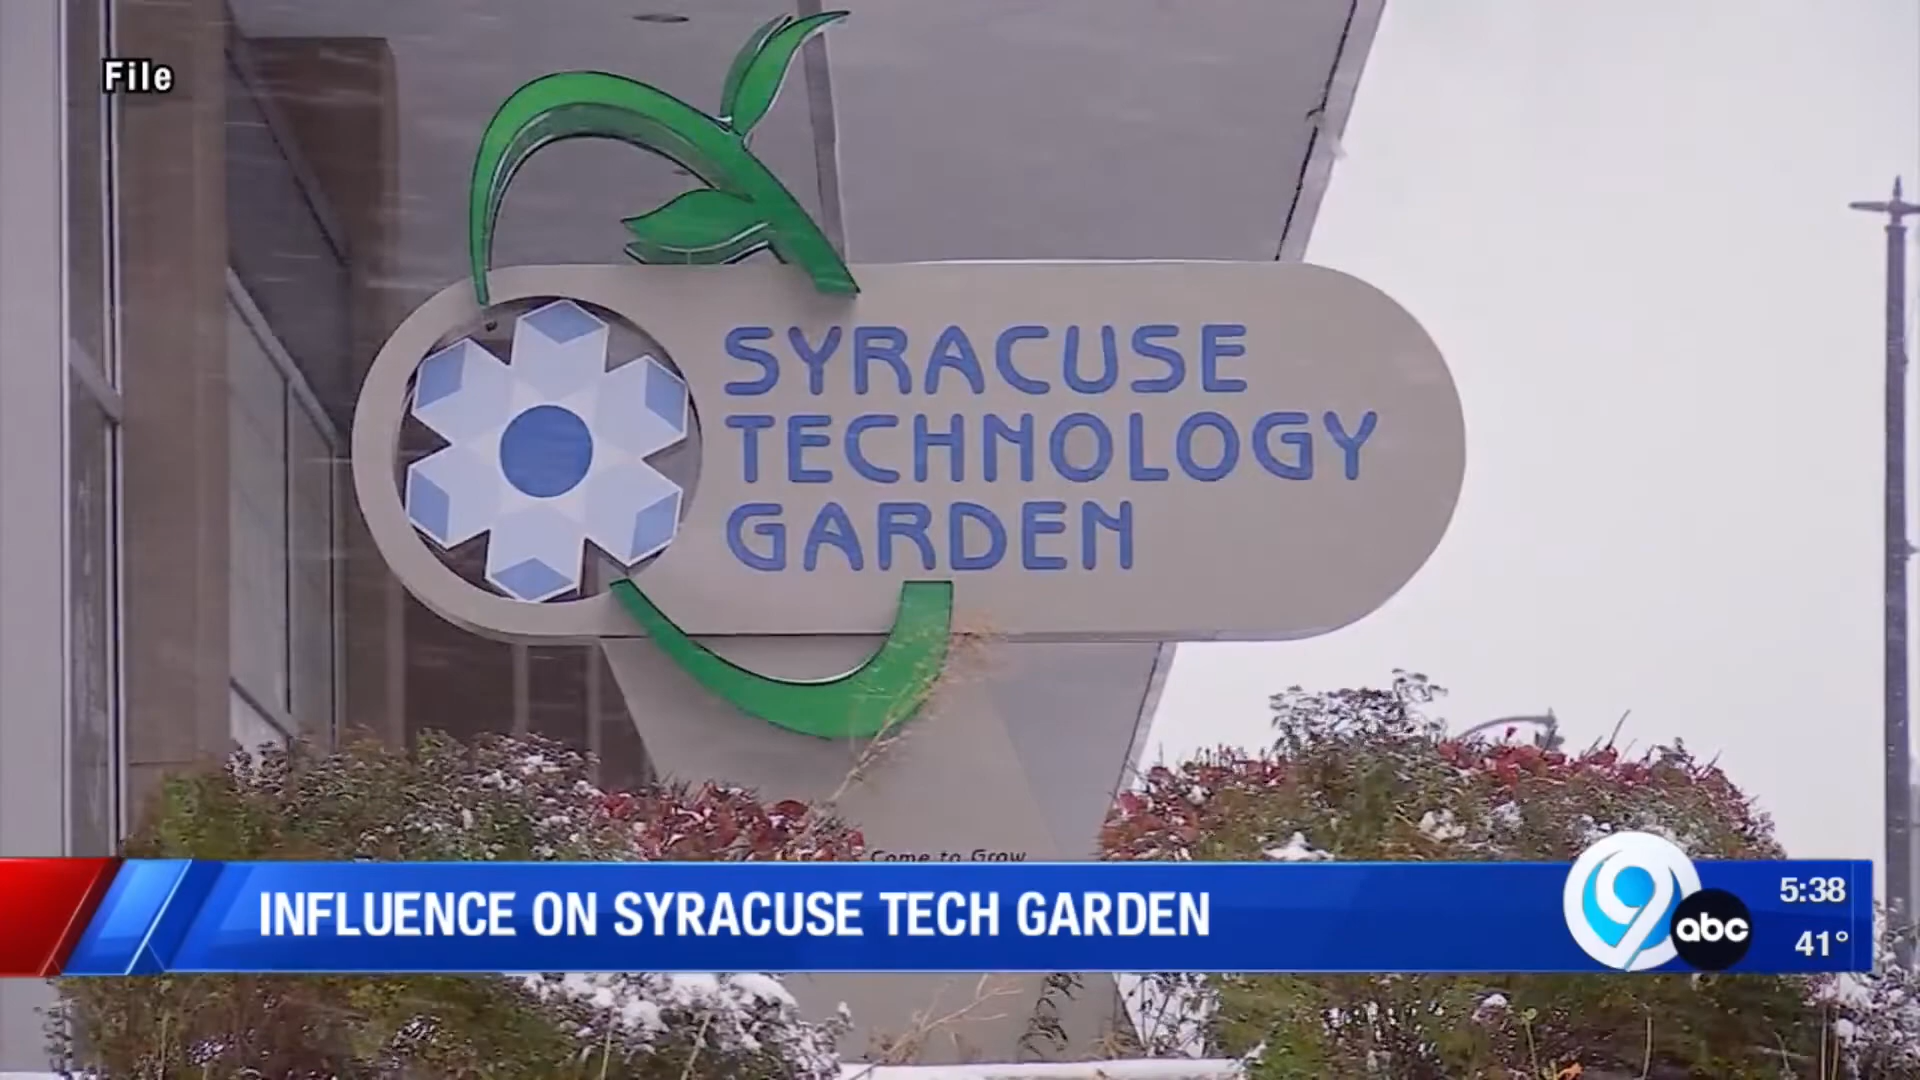 File
SYRACUSE
TECHNOLOGY
GARDEN
Come to Grow
INFLUENCE ON SYRACUSE TECH GARDEN
9
abc
5:38
41°